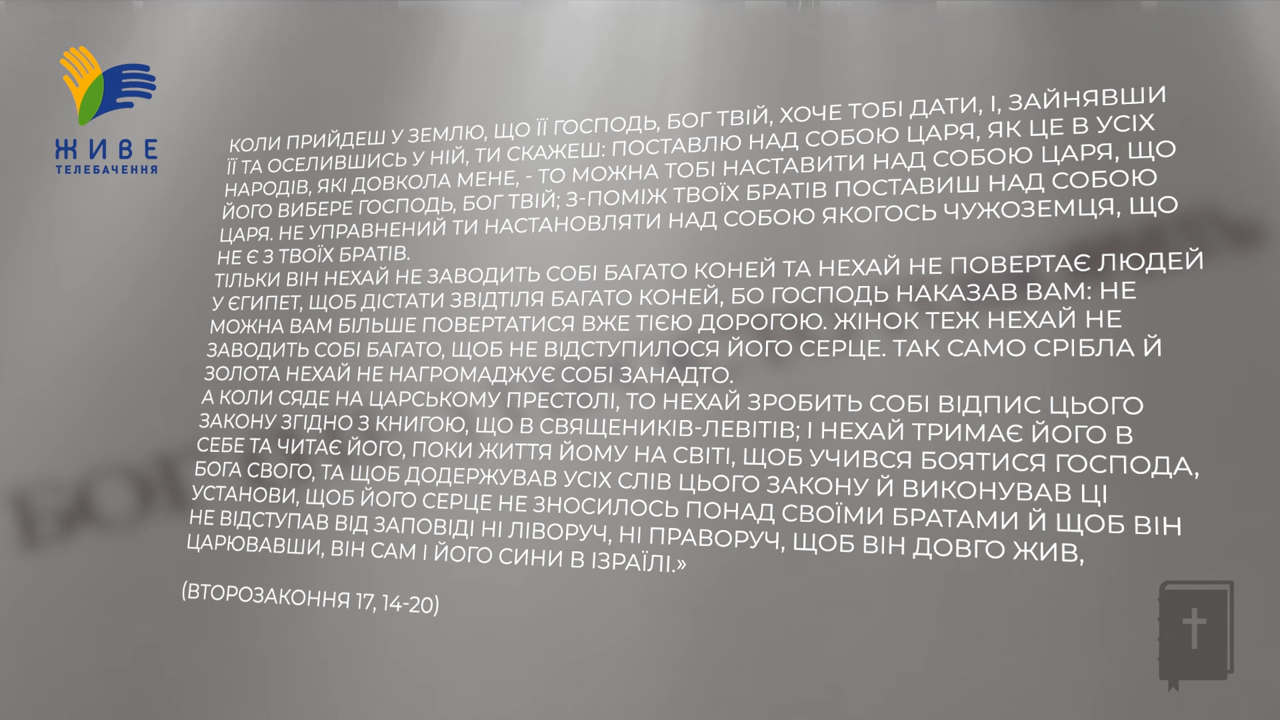 ЖИВЕ
ТЕЛЕБАЧЕННЯ
КОЛИ ПРИЙДЕШ У ЗЕМЛЮ, ЩО ЇЇ ГОСПОДЬ, БОГ ТВІЙ, ХОЧЕ ТОБІ ДАТИ, І, ЗАЙНЯВШИ
ЇЇ ТА ОСЕЛИВШИСЬ У НІЙ, ТИ СКАЖЕШ: ПОСТАВЛЮ НАД СОБОЮ ЦАРЯ, ЯК ЦЕ В УСІХ
НАРОДІВ, ЯКІ ДОВКОЛА МЕНЕ, - ТО МОЖНА ТОБІ НАСТАВИТИ НАД СОБОЮ ЦАРЯ, ЩО
ЙОГО ВИБЕРЕ ГОСПОДЬ, БОГ ТВІЙ; З-ПОМІЖ ТВОЇХ БРАТІВ ПОСТАВИШ НАД СОБОЮ
ЦАРЯ. НЕ УПРАВНЕНИЙ ТИ НАСТАНОВЛЯТИ НАД СОБОЮ ЯКОГОСЬ ЧУЖОЗЕМЦЯ, ЩО
НЕ Є З ТВОЇХ БРАТІВ.
ТІЛЬКИ ВІН НЕХАЙ НЕ ЗАВОДИТЬ СОБІ БАГАТО КОНЕЙ ТА НЕХАЙ НЕ ПОВЕРТАЄ ЛЮДЕЙ
У ЄГИПЕТ, ЩОБ ДІСТАТИ ЗВІДТІЛЯ БАГАТО КОНЕЙ, БО ГОСПОДЬ НАКАЗАВ ВАМ: НЕ
МОЖНА ВАМ БІЛЬШЕ ПОВЕРТАТИСЯ ВЖЕ ТІЄЮ ДОРОГОЮ. ЖІНОК ТЕЖ НЕХАЙ НЕ
ЗАВОДИТЬ СОБІ БАГАТО, ЩОБ НЕ ВІДСТУПИЛОСЯ ЙОГО СЕРЦЕ. ТАК САМО СРІБЛА Й
ЗОЛОТА НЕХАЙ НЕ НАГРОМАДЖУЄ СОБІ ЗАНАДТО.
А КОЛИ СЯДЕ НА ЦАРСЬКОМУ ПРЕСТОЛІ, ТО НЕХАЙ ЗРОБИТЬ СОБІ ВІДПИС ЦЬОГО
ЗАКОНУ ЗГІДНО З КНИГОЮ, ЩО В СВЯЩЕНИКІВ-ЛЕВІТІВ; І НЕХАЙ ТРИМАЄ ЙОГО В
СЕБЕ ТА ЧИТАЄ ЙОГО, ПОКИ ЖИТТЯ ЙОМУ НА СВІТІ, ЩОБ УЧИВСЯ БОЯТИСЯ ГОСПОДА,
БОГА СВОГО, ТА ЩОБ ДОДЕРЖУВАВ УСІХ СЛІВ ЦЬОГО ЗАКОНУ Й ВИКОНУВАВ ЦІ
УСТАНОВИ, ЩОБ ЙОГО СЕРЦЕ НЕ ЗНОСИЛОСЬ ПОНАД СВОЇМИ БРАТАМИ Й ЩОБ ВІН
НЕ ВІДСТУПАВ ВІД ЗАПОВІДІ НІ ЛІВОРУЧ, НІ ПРАВОРУЧ, ЩОБ ВІН ДОВГО ЖИВ,
ЦАРЮВАВШИ, ВІН САМ І ЙОГО СИНИ В ІЗРАЇЛІ.»
(ВТОРОЗАКОННЯ 17, 14-20)